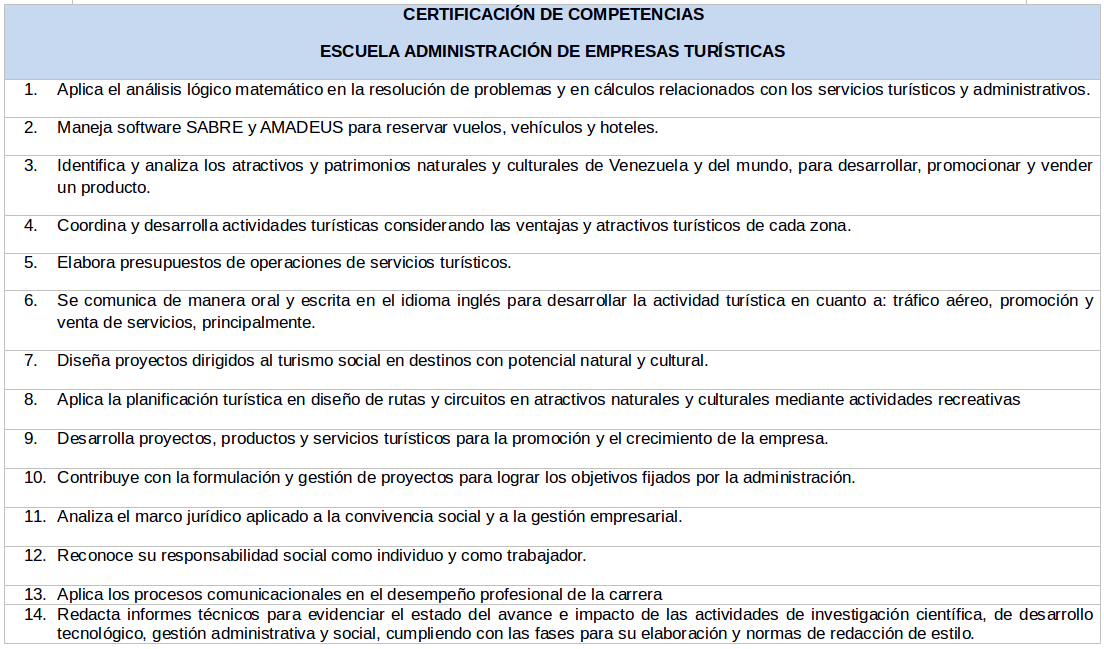 CERTIFICACIÓN DE COMPETENCIAS
ESCUELA ADMINISTRACIÓN DE EMPRESAS TURÍSTICAS
1. Aplica el análisis lógico matemático en la resolución de problemas y en cálculos relacionados con los servicios turísticos y administrativos.
2. Maneja software SABRE y AMADEUS para reservar vuelos, vehículos y hoteles.
3. Identifica y analiza los atractivos y patrimonios naturales y culturales de Venezuela y del mundo, para desarrollar, promocionar y vender
un producto.
4. Coordina y desarrolla actividades turísticas considerando las ventajas y atractivos turísticos de cada zona.
5. Elabora presupuestos de operaciones de servicios turísticos.
6. Se comunica de manera oral y escrita en el idioma inglés para desarrollar la actividad turística en cuanto a: tráfico aéreo, promoción y
venta de servicios, principalmente.
7. Diseña proyectos dirigidos al turismo social en destinos con potencial natural y cultural.
8. Aplica la planificación turística en diseño de rutas y circuitos en atractivos naturales y culturales mediante actividades recreativas
9. Desarrolla proyectos, productos y servicios turísticos para la promoción y el crecimiento de la empresa.
10. Contribuye con la formulación y gestión de proyectos para lograr los objetivos fijados por la administración.
11. Analiza el marco jurídico aplicado a la convivencia social y a la gestión empresarial.
12. Reconoce su responsabilidad social como individuo y como trabajador.
13. Aplica los procesos comunicacionales en el desempeño profesional de la carrera
14. Redacta informes técnicos para evidenciar el estado del avance e impacto de las actividades de investigación científica, de desarrollo
tecnológico, gestión administrativa y social, cumpliendo con las fases para su elaboración y normas de redacción de estilo.